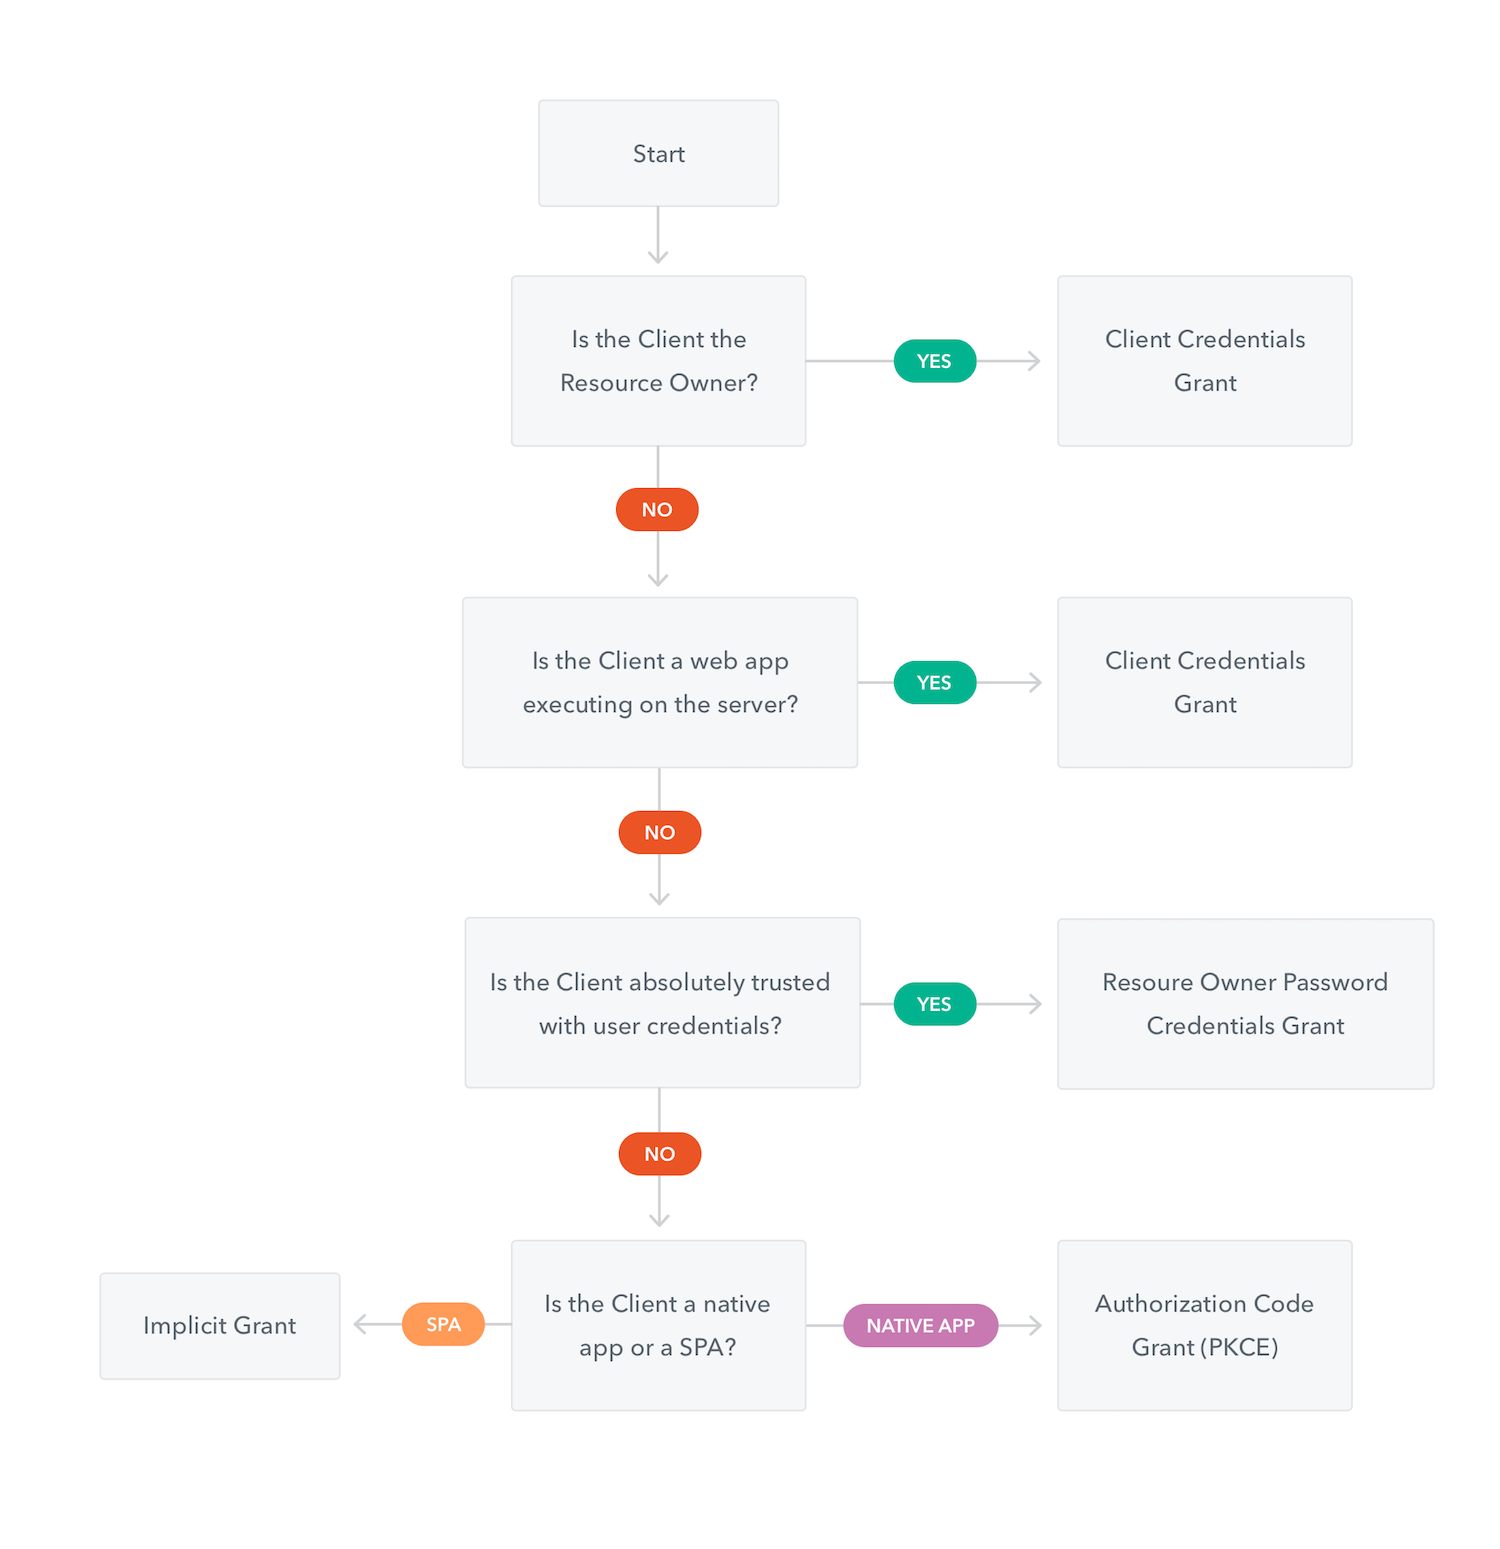 Start
Is the Client the
Resource Owner?
YES
Client Credentials
Grant
NO
Is the Client a web app
executing on the server?
YES
Client Credentials
Grant
NO
Is the Client absolutely trusted
with user credentials?
YES
Resoure Owner Password
Credentials Grant
NO
Implicit Grant
SPA
Is the Client a native
app or a SPA?
NATIVE APP
Authorization Code
Grant (PKCE)